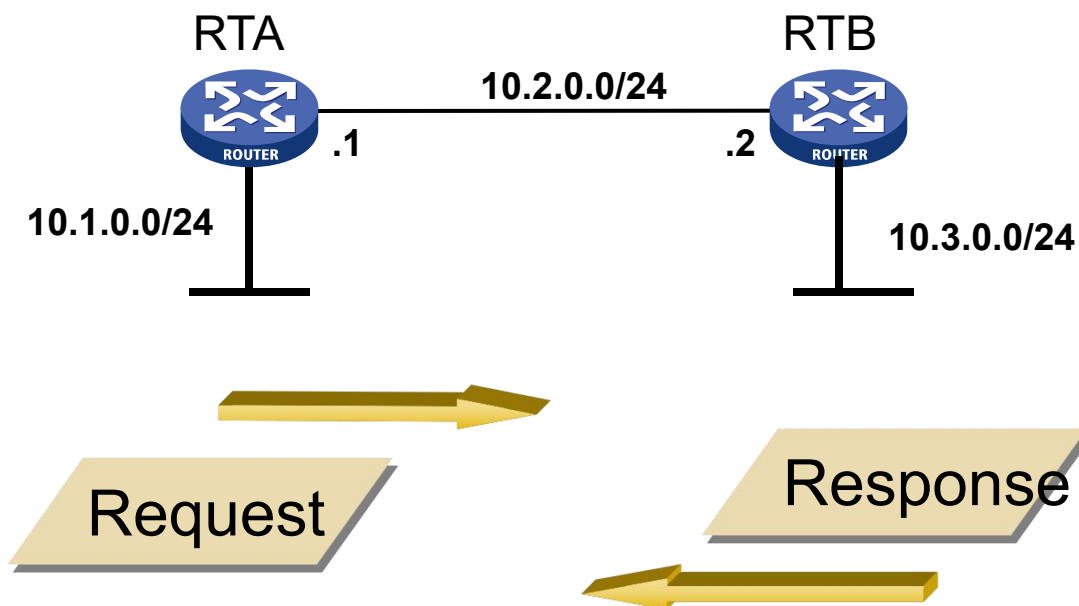 RTA
RTB
10.2.0.0/24
ROUTER
.1
.2
ROUTER
10.1.0.0/24
10.3.0.0/24
Request
Response